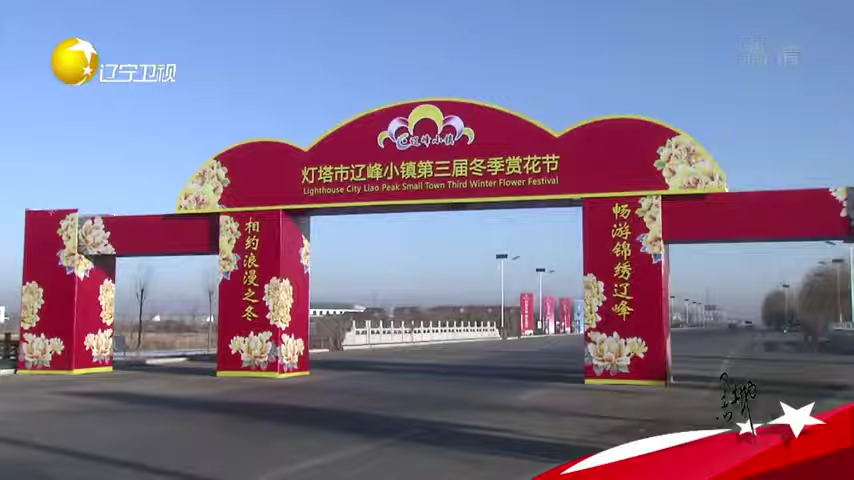 辽宁卫视
高清
辽峰小镇
灯塔市辽峰小镇第三届冬季赏花节
Lighthouse City Liao Peak Small Town Third Winter Flower Festival
相约浪漫之冬
畅游锦绣辽峰